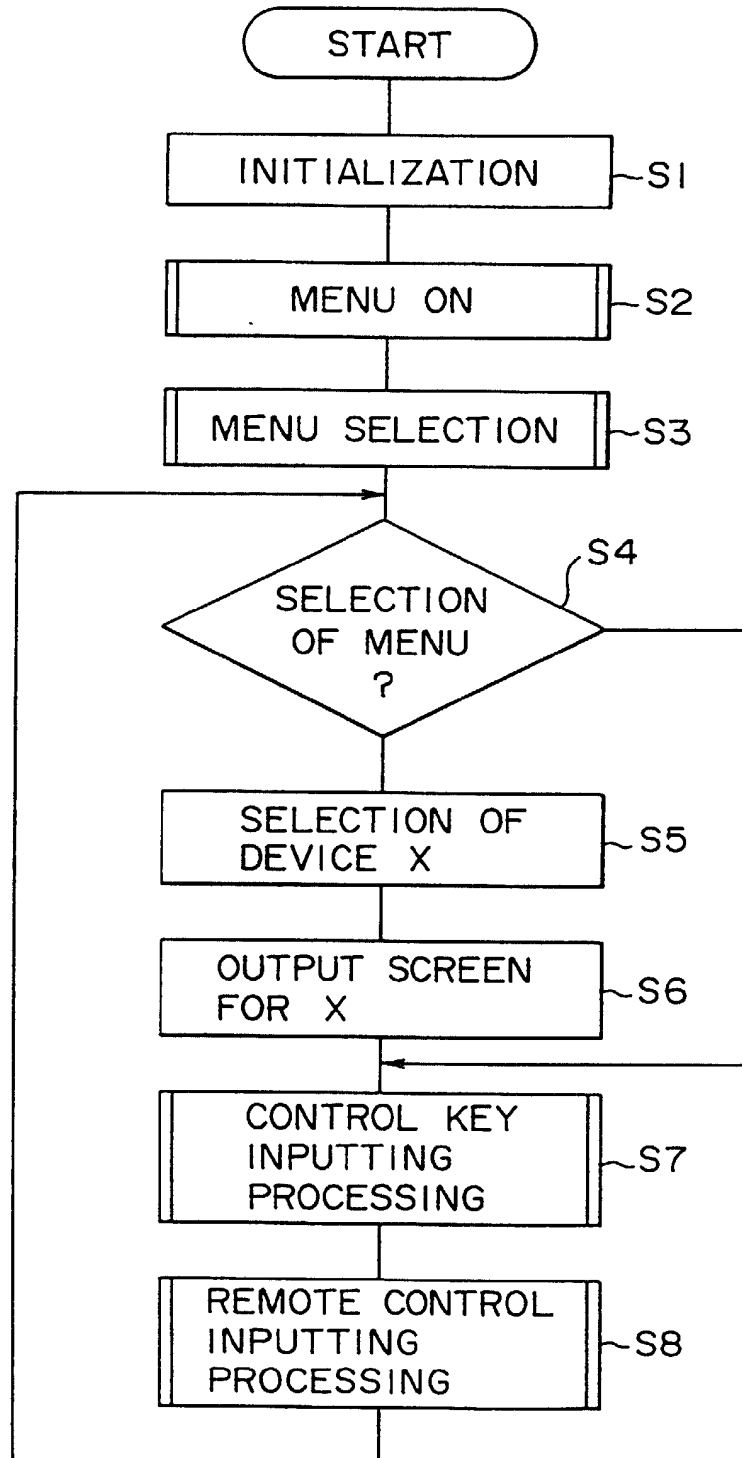 START
INITIALIZATION
S1
MENU ON
S2
MENU SELECTION
S3
S4
SELECTION
OF MENU
?
SELECTION OF
DEVICE X
S5
OUTPUT SCREEN
FOR X
S6
CONTROL KEY
INPUTTING
PROCESSING
S7
REMOTE CONTROL
INPUTTING
PROCESSING
S8